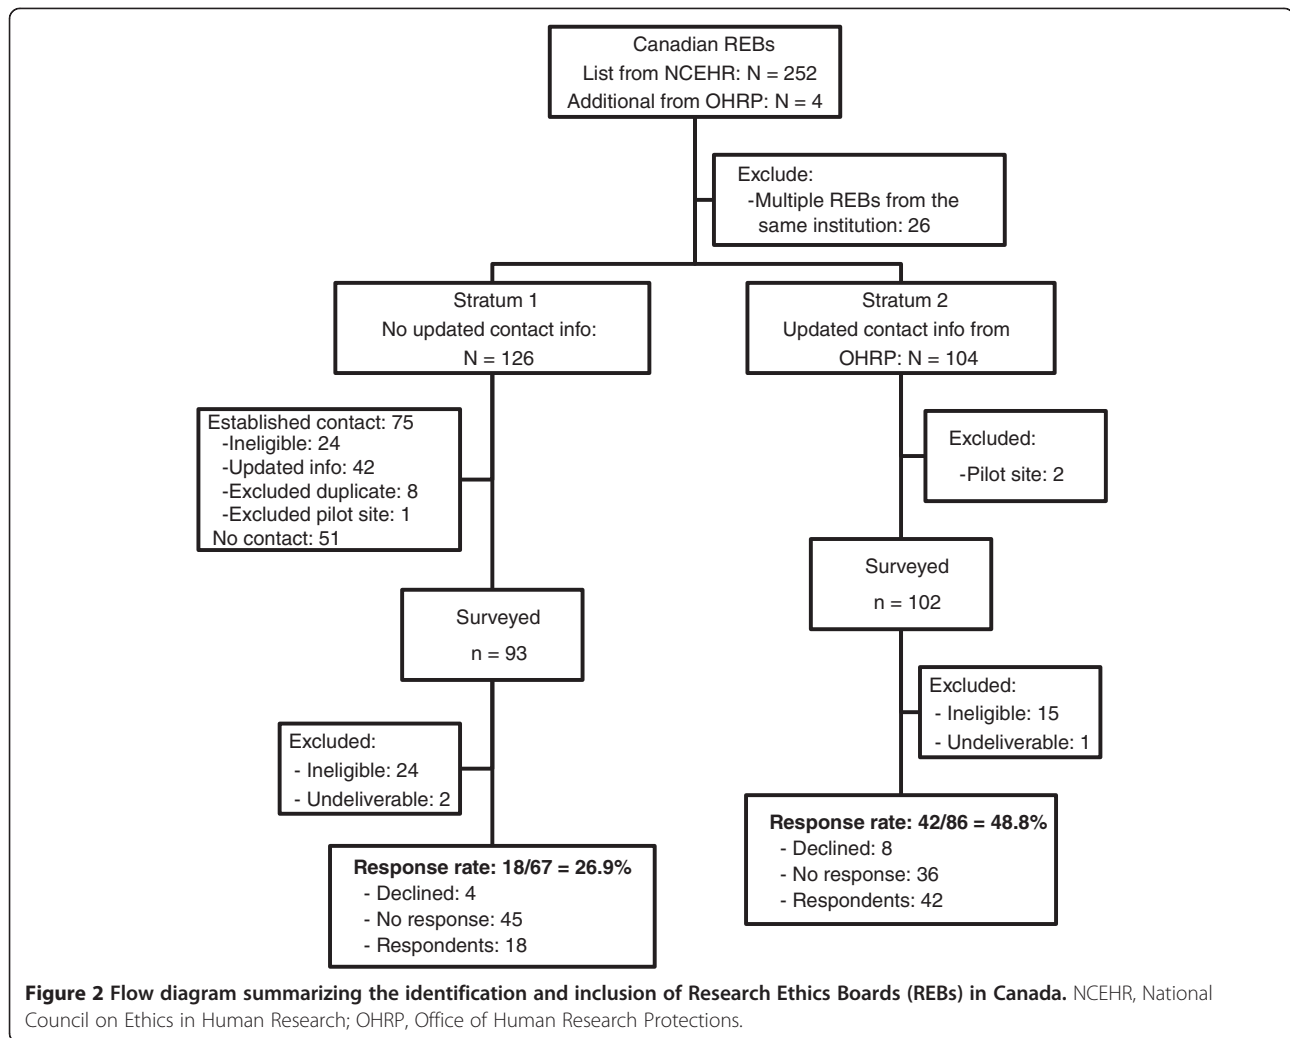 Canadian REBs
List from NCEHR: N = 252
Additional from OHRP: N = 4
Exclude:
-Multiple REBs from the
same institution: 26
Stratum 1
No updated contact info:
N = 126
Stratum 2
Updated contact info from
OHRP: N = 104
Established contact: 75
-Ineligible: 24
-Updated info: 42
-Excluded duplicate: 8
-Excluded pilot site: 1
No contact: 51
Excluded:
-Pilot site: 2
Surveyed
n = 93
Surveyed
n = 102
Excluded:
- Ineligible: 24
- Undeliverable: 2
Excluded:
- Ineligible: 15
- Undeliverable: 1
Response rate: 18/67 = 26.9%
- Declined: 4
- No response: 45
- Respondents: 18
Response rate: 42/86 = 48.8%
- Declined: 8
- No response: 36
- Respondents: 42
Figure 2 Flow diagram summarizing the identification and inclusion of Research Ethics Boards (REBs) in Canada. NCEHR, National
Council on Ethics in Human Research; OHRP, Office of Human Research Protections.